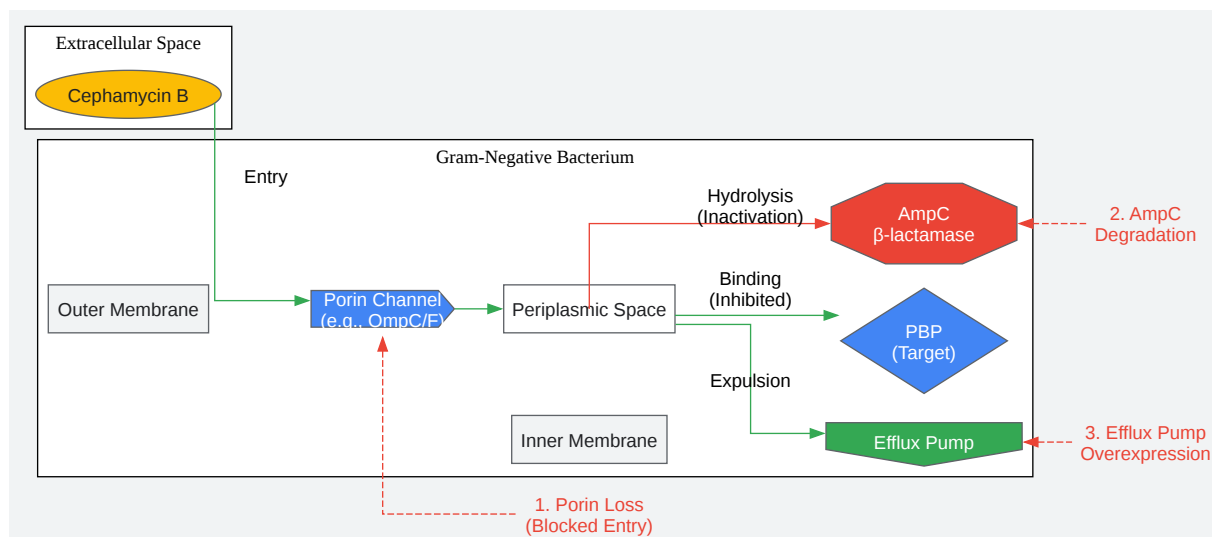 Extracellular Space
Cephamycin B
Gram-Negative Bacterium
Entry
Hydrolysis
(Inactivation)
AmpC
β-lactamase
2. AmpC
Degradation
Outer Membrane
Porin Channel
(e.g., OmpC/F)
Periplasmic Space
Binding
(Inhibited)
PBP
(Target)
Expulsion
Inner Membrane
Efflux Pump
3. Efflux Pump
Overexpression
1. Porin Loss
(Blocked Entry)